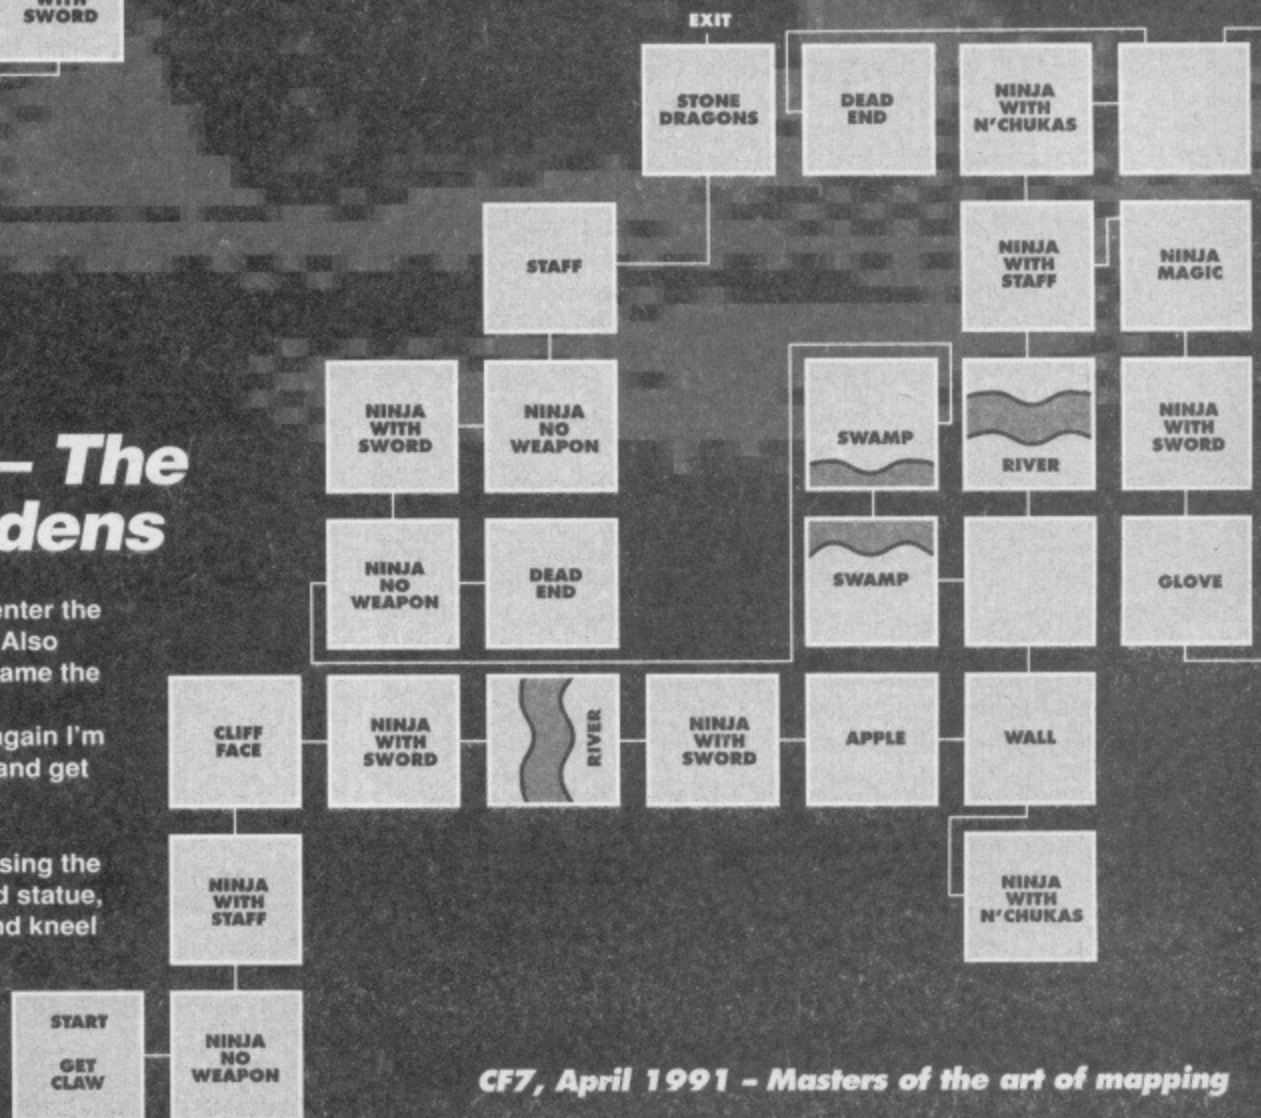 WITH
SWORD
EXIT
STONE
DRAGONS
DEAD
END
NINJA
WITH
N'CHUKAS
STAFF
NINJA
WITH
STAFF
NINJA
MAGIC
NINJA
WITH
SWORD
NINJA
NO
WEAPON
SWAMP
RIVER
NINJA
WITH
SWORD
– The
dens
NINJA
NO
WEAPON
DEAD
END
SWAMP
GLOVE
enter the
Also
ame the
again I'm
and get
CLIFF
FACE
NINJA
WITH
SWORD
RIVER
NINJA
WITH
SWORD
APPLE
WALL
sing the
d statue,
nd kneel
NINJA
WITH
STAFF
NINJA
WITH
N'CHUKAS
START
GET
CLAW
NINJA
NO
WEAPON
CF7, April 1991 – Masters of the art of mapping